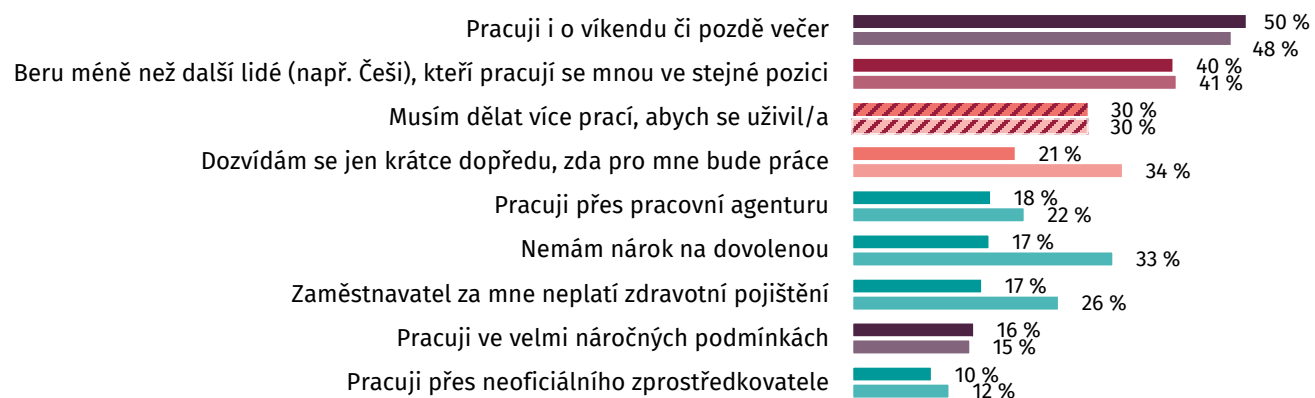 Pracuji i o víkendu či pozdě večer
50 %
48 %
Beru méně než další lidé (např. Češi), kteří pracují se mnou ve stejné pozici
40 %
41 %
Musím dělat více prací, abych se uživil/a
30 %
30 %
Dozvídám se jen krátce dopředu, zda pro mne bude práce
21 %
34 %
Pracuji přes pracovní agenturu
18 %
22 %
Nemám nárok na dovolenou
17 %
33 %
Zaměstnavatel za mne neplatí zdravotní pojištění
17 %
26 %
Pracuji ve velmi náročných podmínkách
16 %
15 %
Pracuji přes neoficiálního zprostředkovatele
10 %
12 %